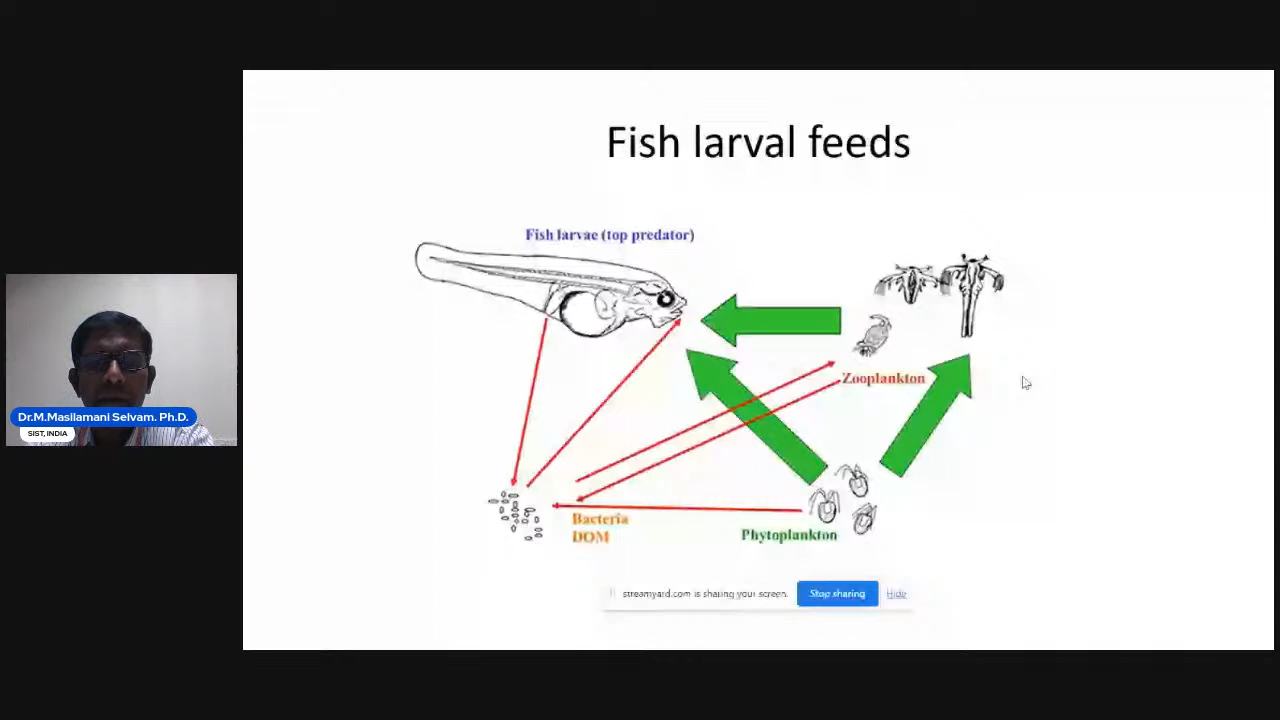 Fish larval feeds
Fish larvae (top predator)
Zooplankton
Bacteria
DOM
Phytoplankton
streamyard.com is sharing your screen.
Stop sharing
Hide
Dr.M.Masilamani Selvam. Ph.D.
SIST, INDIA